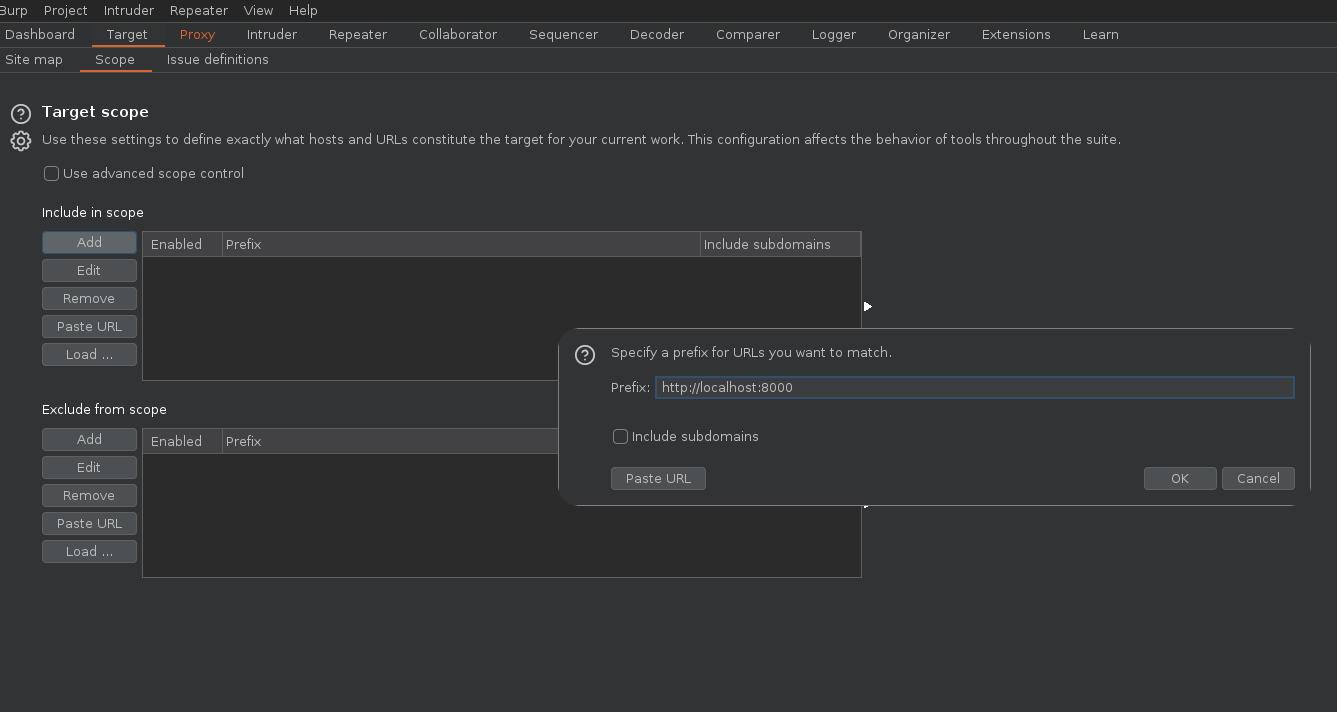 Burp Project Intruder Repeater View Help
Dashboard Target Proxy Intruder Repeater Collaborator Sequencer Decoder Comparer Logger Organizer Extensions Learn
Site map Scope Issue definitions
Target scope
Use these settings to define exactly what hosts and URLs constitute the target for your current work. This configuration affects the behavior of tools throughout the suite.
Use advanced scope control
Include in scope
Add Enabled Prefix Include subdomains
Edit
Remove
Paste URL
Load ...
Specify a prefix for URLs you want to match.
Prefix: http://localhost:8000
Include subdomains
Paste URL OK Cancel
Exclude from scope
Add Enabled Prefix
Edit
Remove
Paste URL
Load ...